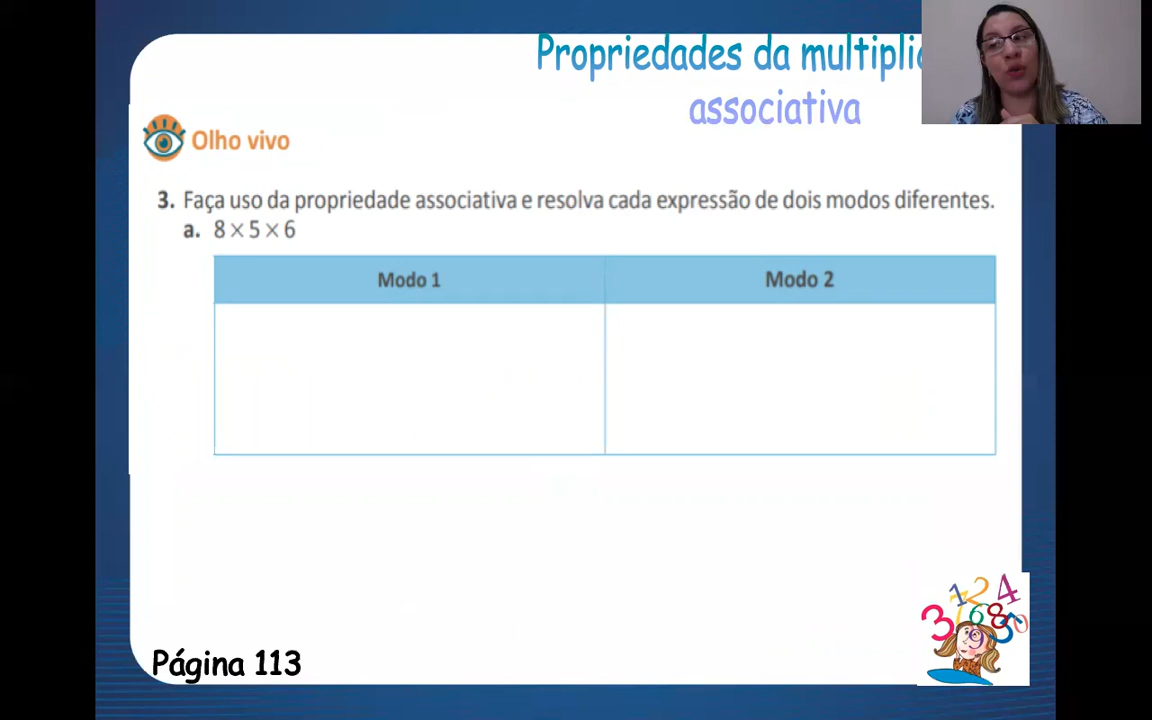 Propriedades da
associativa
Olho vivo
3. Faça uso da propriedade associativa e resolva cada expressão de dois modos diferentes.
a. 8 × 5 × 6
Modo 1
Modo 2
Página 113